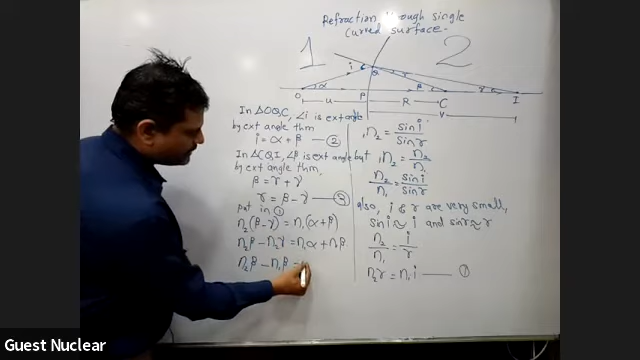 Refraction through single
Curved surface.
1
2
i
Q
r
O
α
P
β
C
γ
I
u
R
v
In ΔOQC, ∠i is ext angle
by ext angle thm
i = α + β —— ②
In ΔCQI, ∠β is ext angle
by ext angle thm,
β = r + γ
r = β – γ —— ③
put in ①
n₂(β – γ) = n₁(α + β)
n₂β – n₂γ = n₁α + n₁β
n₂β – n₁β =
₁n₂ = sin i / sin r
but ₁n₂ = n₂ / n₁
n₂ / n₁ = sin i / sin r
also, i & r are very small,
sin i ≈ i and sin r ≈ r
n₂ / n₁ = i / r
n₂r = n₁i —— ①
Guest Nuclear